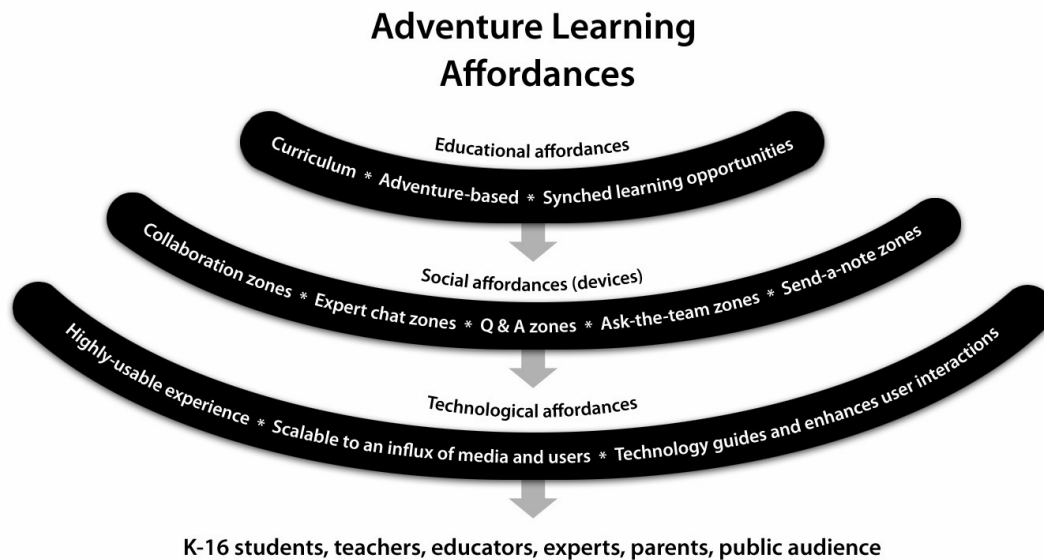 Adventure Learning
Affordances
Educational affordances
Curriculum * Adventure-based * Synched learning opportunities
Social affordances (devices)
Collaboration zones * Expert chat zones * Q & A zones * Ask-the-team zones * Send-a-note zones
Technological affordances
Highly-usable experience * Scalable to an influx of media and users * Technology guides and enhances user interactions
K-16 students, teachers, educators, experts, parents, public audience